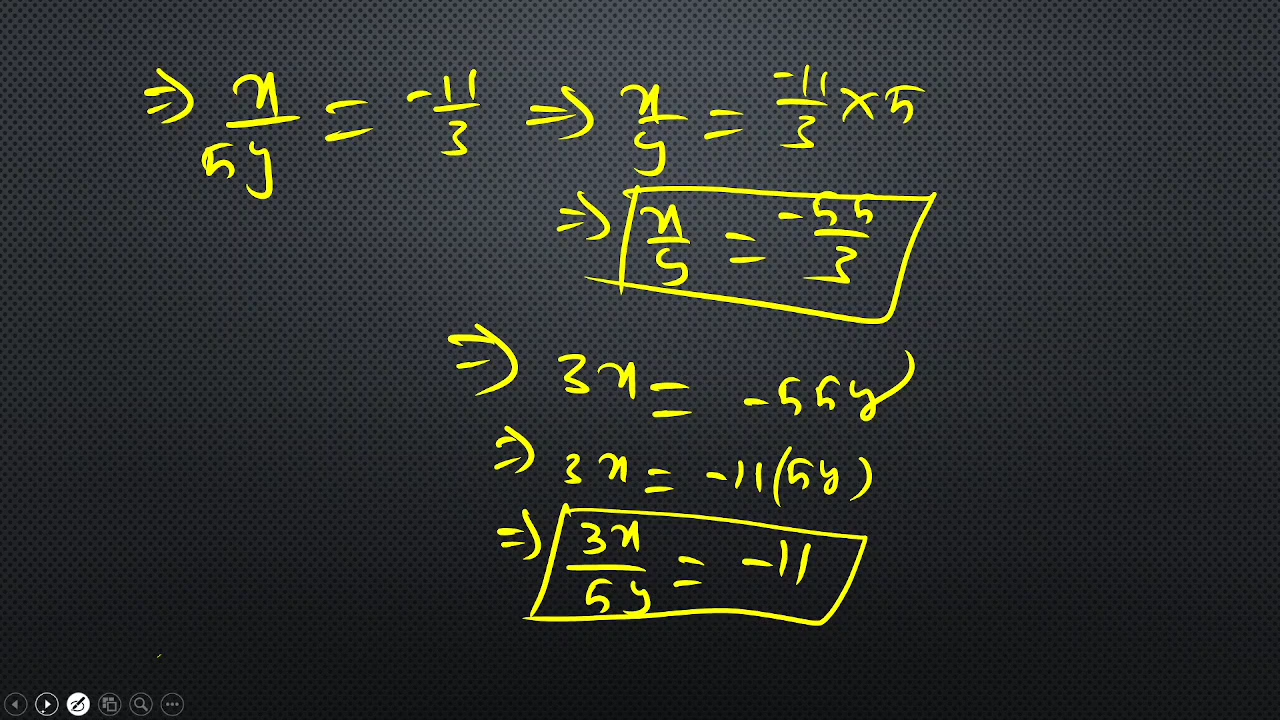 ⇒ x/5y = -11/3 ⇒ x/y = -11/3 × 5
⇒ x/y = -55/3
⇒ 3x = -55y
⇒ 3x = -11(5y)
⇒ 3x/5y = -11